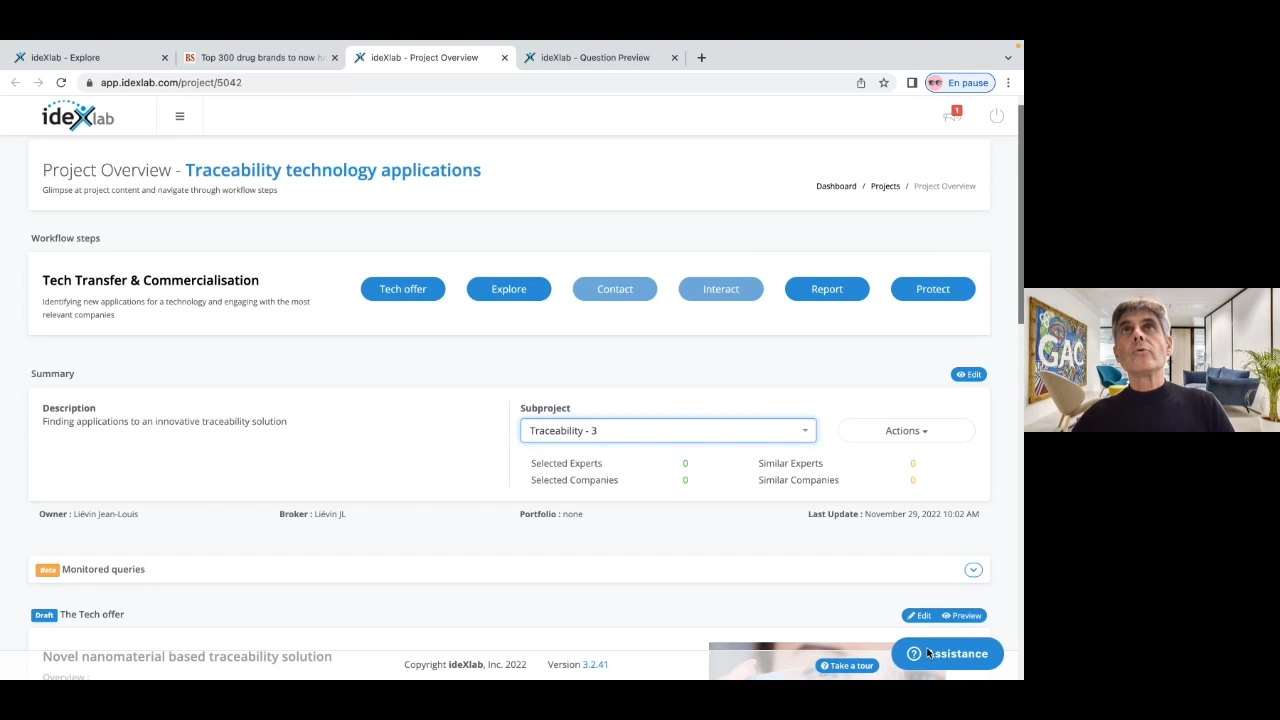 ideXlab - Explore
BS Top 300 drug brands to now h
ideXlab - Project Overview
ideXlab - Question Preview
app.idexlab.com/project/5042
En pause
ideXlab
1
Project Overview - Traceability technology applications
Glimpse at project content and navigate through workflow steps
Dashboard / Projects / Project Overview
Workflow steps
Tech Transfer & Commercialisation
Identifying new applications for a technology and engaging with the most
relevant companies
Tech offer
Explore
Contact
Interact
Report
Protect
Summary
Edit
Description
Finding applications to an innovative traceability solution
Subproject
Traceability - 3
Actions
Selected Experts 0
Similar Experts 0
Selected Companies 0
Similar Companies 0
Owner : Liévin Jean-Louis
Broker : Liévin JL
Portfolio : none
Last Update : November 29, 2022 10:02 AM
Beta Monitored queries
Draft The Tech offer
Edit Preview
Novel nanomaterial based traceability solution
Overview :
Copyright ideXlab, Inc. 2022
Version 3.2.41
Take a tour
Assistance
GAC